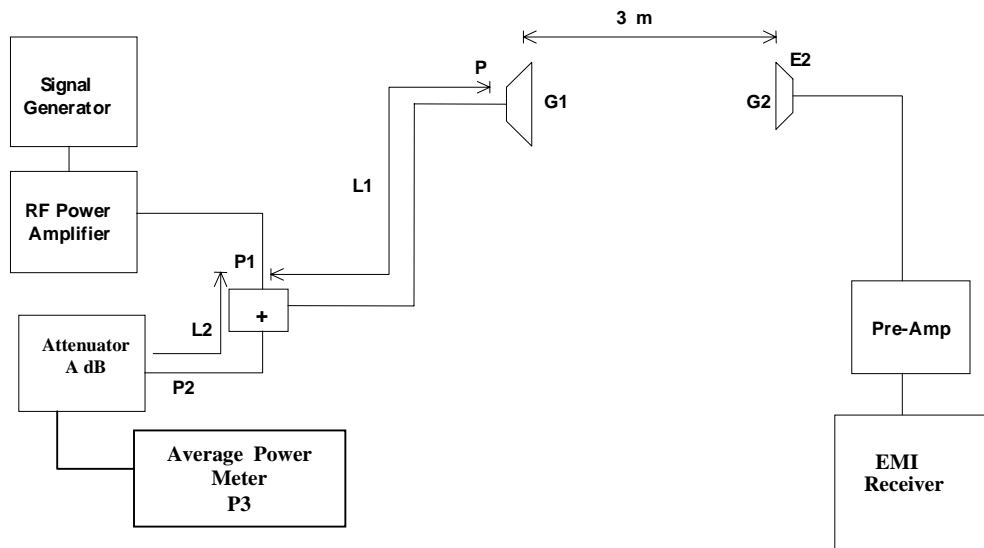 3 m
P
E2
G1
G2
Signal
Generator
L1
RF Power
Amplifier
P1
+
L2
Attenuator
A dB
P2
Pre-Amp
Average Power
Meter
P3
EMI
Receiver